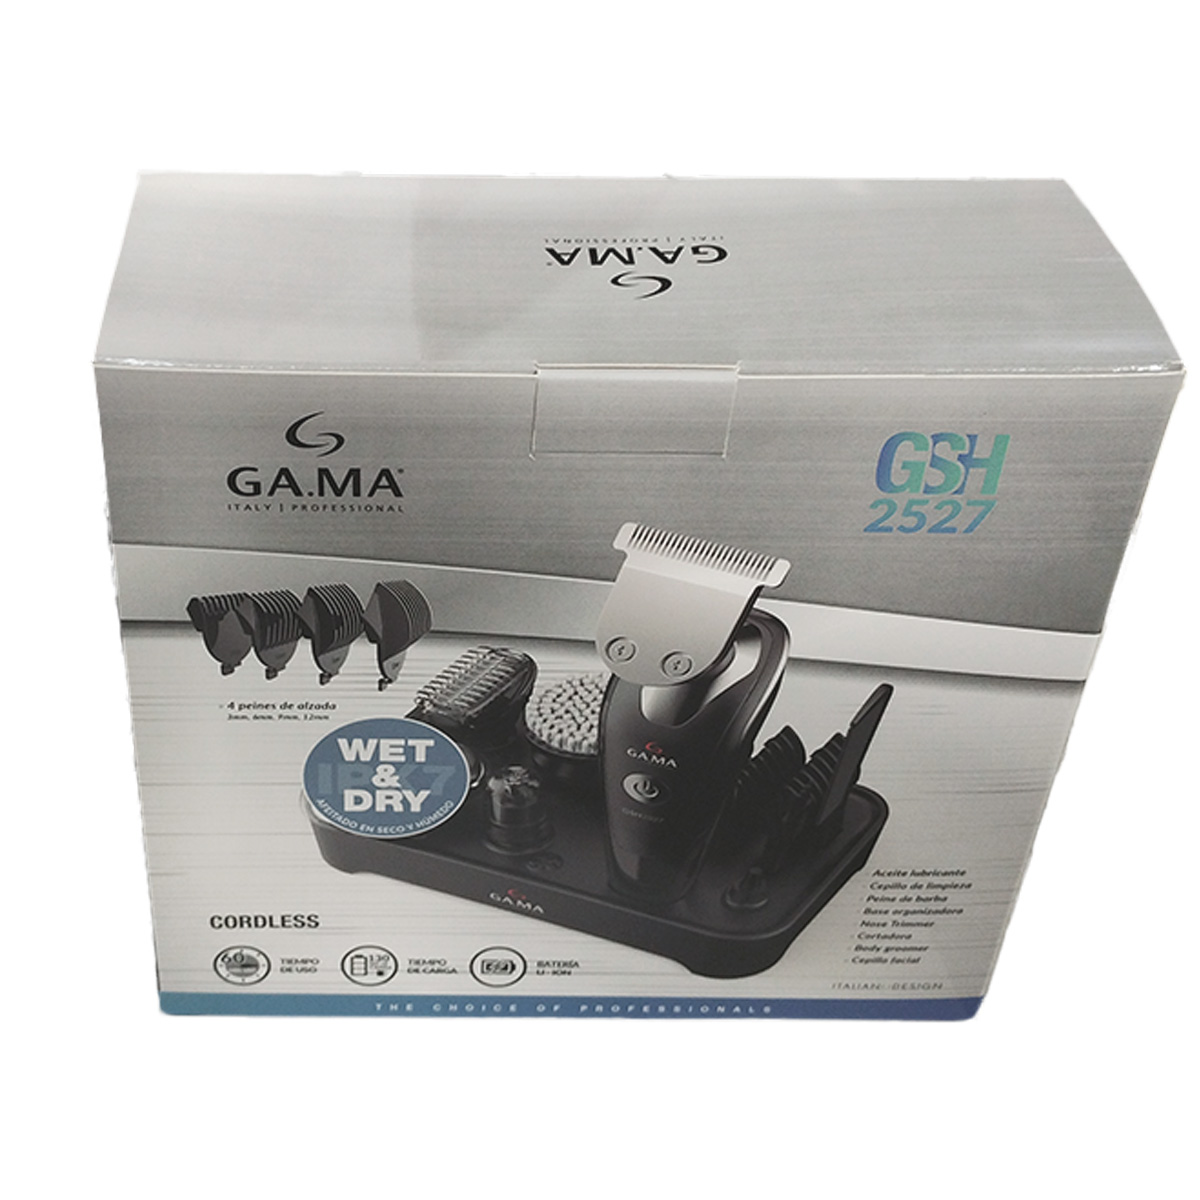 GA.MA
ITALY | PROFESSIONAL
GA.MA
ITALY | PROFESSIONAL
GSH
2527
4 peines de alzada
3mm, 6mm, 9mm, 12mm
WET
&
DRY
AFEITADO EN SECO Y HÚMEDO
GA.MA
GA.MA
Aceite lubricante
Cepillo de limpieza
Peine de barba
Base organizadora
Nose Trimmer
Cortadora
Body groomer
Cepillo facial
ITALIAN DESIGN
CORDLESS
60
TIEMPO
DE USO
130
TIEMPO
DE CARGA
BATERÍA
LI-ION
THE CHOICE OF PROFESSIONALS